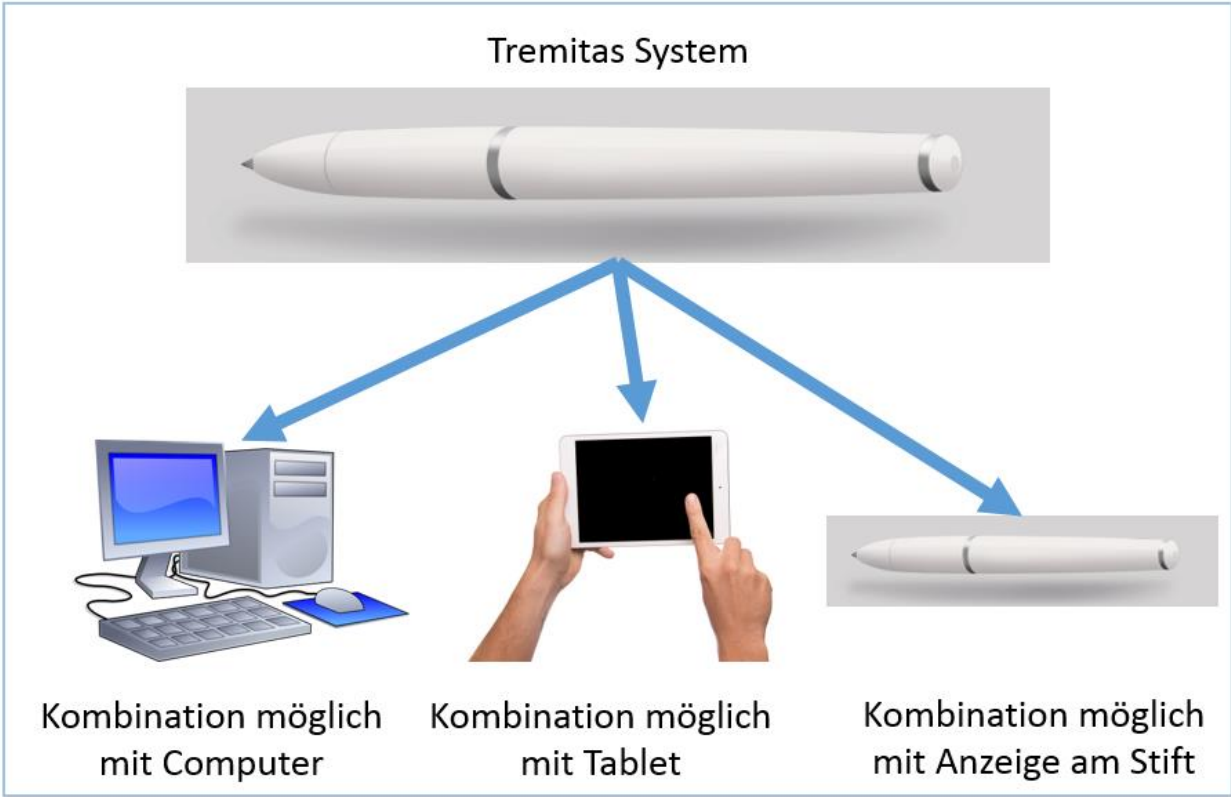 Tremitas System
Kombination möglich
mit Computer
Kombination möglich
mit Tablet
Kombination möglich
mit Anzeige am Stift